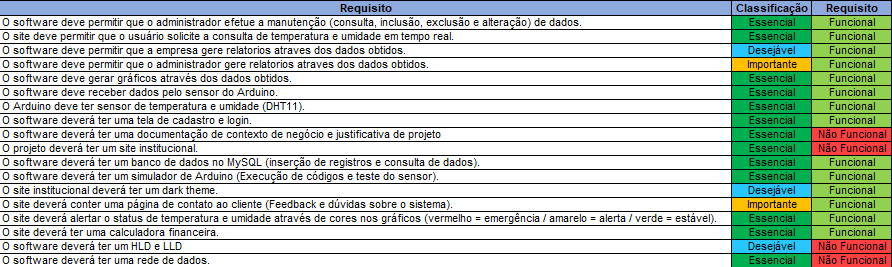 Requisito Classificação Requisito
O software deve permitir que o administrador efetue a manutenção (consulta, inclusão, exclusão e alteração) de dados. Essencial Funcional
O site deve permitir que o usuário solicite a consulta de temperatura e umidade em tempo real. Essencial Funcional
O software deve permitir que a empresa gere relatorios atraves dos dados obtidos. Desejável Funcional
O software deve permitir que o administrador gere relatorios atraves dos dados obtidos. Importante Funcional
O software deve gerar gráficos através dos dados obtidos. Essencial Funcional
O software deve receber dados pelo sensor do Arduino. Essencial Funcional
O Arduino deve ter sensor de temperatura e umidade (DHT11). Essencial Funcional
O software deverá ter uma tela de cadastro e login. Essencial Funcional
O software deverá ter uma documentação de contexto de negócio e justificativa de projeto Essencial Não Funcional
O projeto deverá ter um site institucional. Essencial Não Funcional
O software deverá ter um banco de dados no MySQL (inserção de registros e consulta de dados). Essencial Funcional
O software deverá ter um simulador de Arduino (Execução de códigos e teste do sensor). Essencial Funcional
O site institucional deverá ter um dark theme. Desejável Funcional
O site deverá conter uma página de contato ao cliente (Feedback e dúvidas sobre o sistema). Importante Funcional
O site deverá alertar o status de temperatura e umidade através de cores nos gráficos (vermelho = emergência / amarelo = alerta / verde = estável). Essencial Funcional
O site deverá ter uma calculadora financeira. Essencial Funcional
O software deverá ter um HLD e LLD Desejável Não Funcional
O software deverá ter uma rede de dados. Essencial Não Funcional